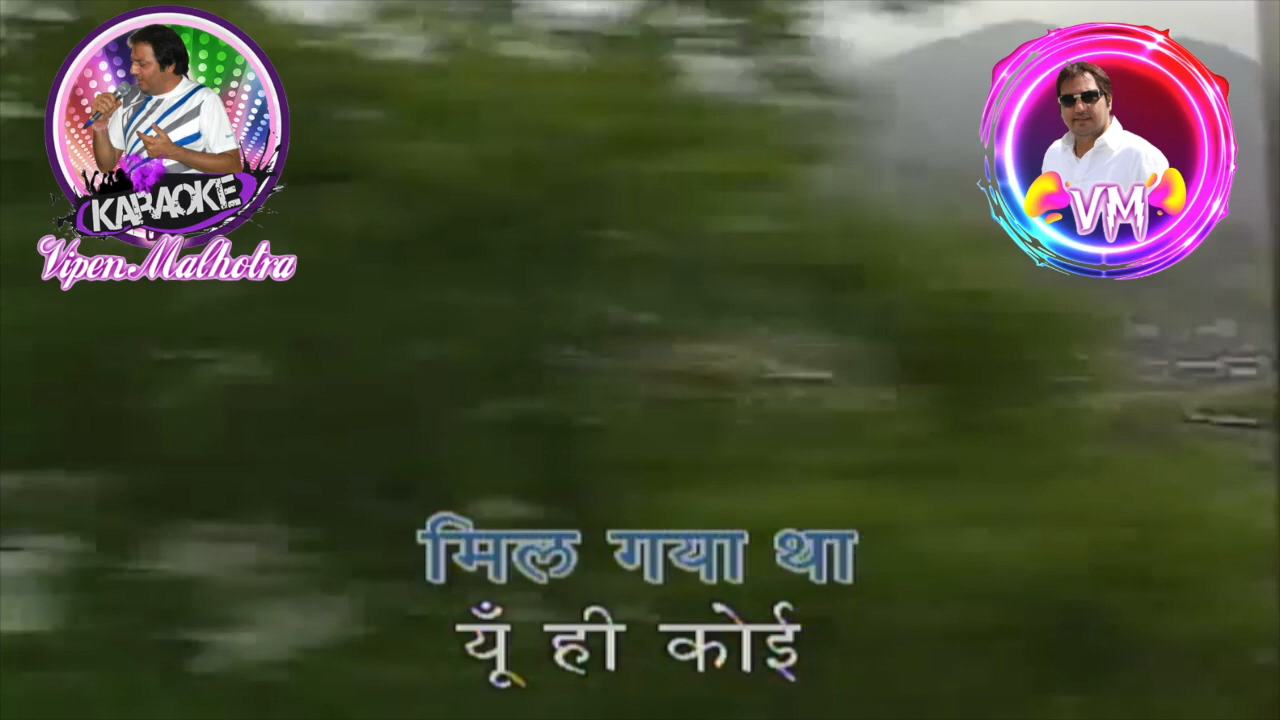 KARAOKE
Vipen Malhotra
VM
मिल गया था
यूँ ही कोई